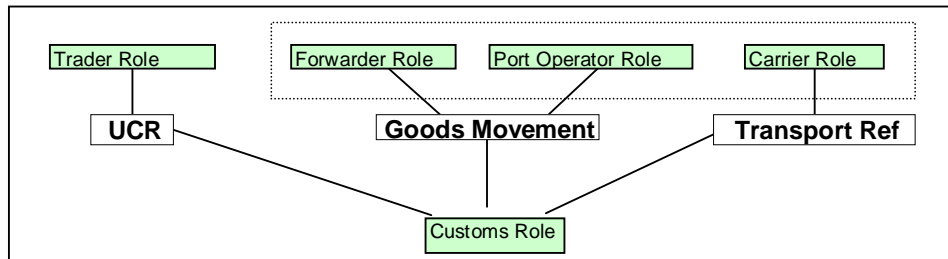 Trader Role
Forwarder Role
Port Operator Role
Carrier Role
UCR
Goods Movement
Transport Ref
Customs Role